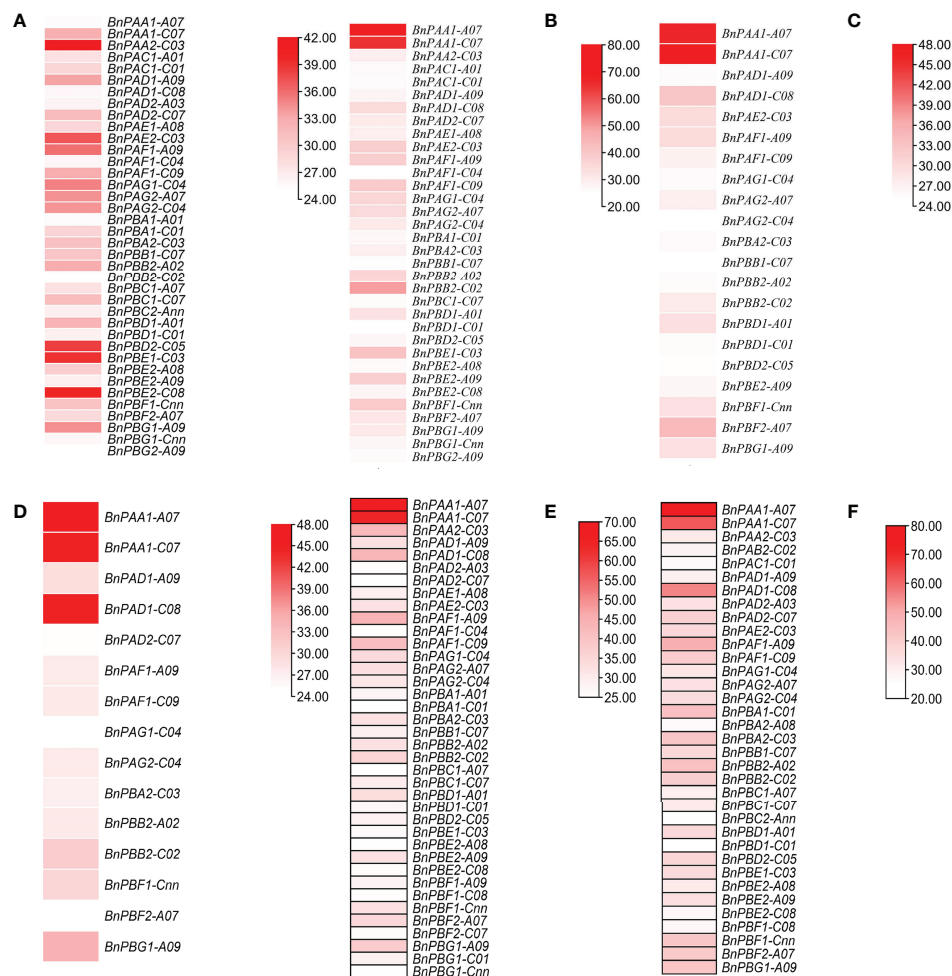 A
BnPAA1-A07
BnPAA1-C07
BnPAA2-C03
BnPAC1-A01
BnPAC1-C01
BnPAD1-A09
BnPAD1-C08
BnPAD2-A03
BnPAD2-C07
BnPAE1-A08
BnPAE2-C03
BnPAF1-A09
BnPAF1-C04
BnPAF1-C09
BnPAG1-C04
BnPAG2-A07
BnPAG2-C04
BnPBA1-A01
BnPBA1-C01
BnPBA2-C03
BnPBB1-C07
BnPBB2-A02
BnPBB2-C02
BnPBC1-A07
BnPBC1-C07
BnPBC2-Ann
BnPBD1-A01
BnPBD1-C01
BnPBD2-C05
BnPBE1-C03
BnPBE2-A08
BnPBE2-A09
BnPBE2-C08
BnPBF1-Cnn
BnPBF2-A07
BnPBG1-A09
BnPBG1-Cnn
BnPBG2-A09
42.00
39.00
36.00
33.00
30.00
27.00
24.00
BnPAA1-A07
BnPAA1-C07
BnPAA2-C03
BnPAC1-A01
BnPAC1-C01
BnPAD1-A09
BnPAD1-C08
BnPAD2-C07
BnPAE1-A08
BnPAE2-C03
BnPAF1-A09
BnPAF1-C04
BnPAF1-C09
BnPAG1-C04
BnPAG2-A07
BnPAG2-C04
BnPBA1-C01
BnPBA2-C03
BnPBB1-C07
BnPBB2-A02
BnPBB2-C02
BnPBC1-C07
BnPBD1-A01
BnPBD1-C01
BnPBD2-C05
BnPBE1-C03
BnPBE2-A08
BnPBE2-A09
BnPBE2-C08
BnPBF1-Cnn
BnPBF2-A07
BnPBG1-A09
BnPBG1-Cnn
BnPBG2-A09
B
80.00
70.00
60.00
50.00
40.00
30.00
20.00
BnPAA1-A07
BnPAA1-C07
BnPAD1-A09
BnPAD1-C08
BnPAE2-C03
BnPAF1-A09
BnPAF1-C09
BnPAG1-C04
BnPAG2-A07
BnPAG2-C04
BnPBA2-C03
BnPBB1-C07
BnPBB2-A02
BnPBB2-C02
BnPBD1-A01
BnPBD1-C01
BnPBD2-C05
BnPBE2-A09
BnPBF1-Cnn
BnPBF2-A07
BnPBG1-A09
C
48.00
45.00
42.00
39.00
36.00
33.00
30.00
27.00
24.00
D
BnPAA1-A07
BnPAA1-C07
BnPAD1-A09
BnPAD1-C08
BnPAD2-C07
BnPAF1-A09
BnPAF1-C09
BnPAG1-C04
BnPAG2-C04
BnPBA2-C03
BnPBB2-A02
BnPBB2-C02
BnPBF1-Cnn
BnPBF2-A07
BnPBG1-A09
48.00
45.00
42.00
39.00
36.00
33.00
30.00
27.00
24.00
BnPAA1-A07
BnPAA1-C07
BnPAA2-C03
BnPAD1-A09
BnPAD1-C08
BnPAD2-A03
BnPAD2-C07
BnPAE1-A08
BnPAE2-C03
BnPAF1-A09
BnPAF1-C04
BnPAF1-C09
BnPAG1-C04
BnPAG2-A07
BnPAG2-C04
BnPBA1-A01
BnPBA1-C01
BnPBA2-C03
BnPBB1-C07
BnPBB2-A02
BnPBB2-C02
BnPBC1-A07
BnPBC1-C07
BnPBD1-A01
BnPBD1-C01
BnPBD2-C05
BnPBE1-C03
BnPBE2-A08
BnPBE2-A09
BnPBE2-C08
BnPBF1-A09
BnPBF1-C08
BnPBF1-Cnn
BnPBF2-A07
BnPBF2-C07
BnPBG1-A09
BnPBG1-C01
BnPBG1-Cnn
E
70.00
65.00
60.00
55.00
50.00
45.00
40.00
35.00
30.00
25.00
BnPAA1-A07
BnPAA1-C07
BnPAA2-C03
BnPAB2-C02
BnPAC1-C01
BnPAD1-A09
BnPAD1-C08
BnPAD2-A03
BnPAD2-C07
BnPAE2-C03
BnPAF1-A09
BnPAF1-C09
BnPAG1-C04
BnPAG2-A07
BnPAG2-C04
BnPBA1-C01
BnPBA2-A08
BnPBA2-C03
BnPBB1-C07
BnPBB2-A02
BnPBB2-C02
BnPBC1-A07
BnPBC1-C07
BnPBC2-Ann
BnPBD1-A01
BnPBD1-C01
BnPBD2-C05
BnPBE1-C03
BnPBE2-A08
BnPBE2-A09
BnPBE2-C08
BnPBF1-C08
BnPBF1-Cnn
BnPBF2-A07
BnPBG1-A09
F
80.00
70.00
60.00
50.00
40.00
30.00
20.00